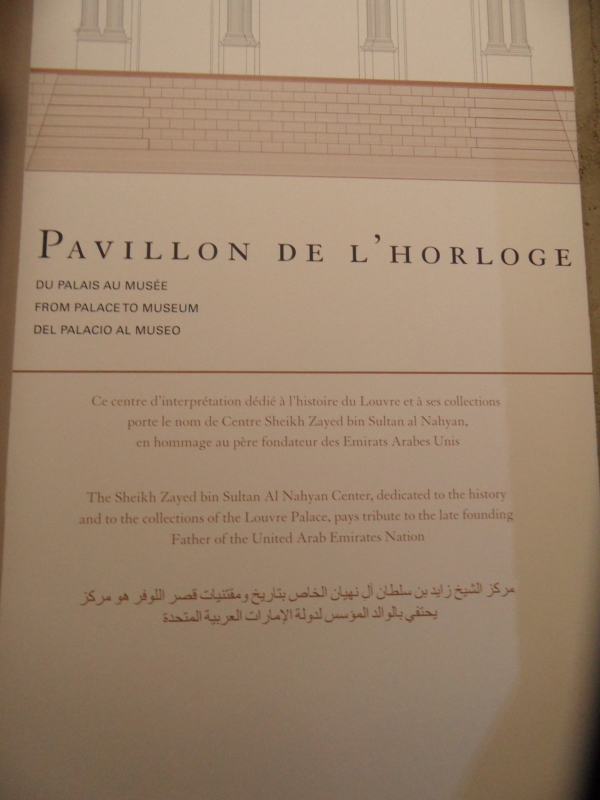 PAVILLON DE L'HORLOGE
DU PALAIS AU MUSÉE
FROM PALACE TO MUSEUM
DEL PALACIO AL MUSEO
Ce centre d'interprétation dédié à l'histoire du Louvre et à ses collections
porte le nom de Centre Sheikh Zayed bin Sultan al Nahyan,
en hommage au père fondateur des Emirats Arabes Unis
The Sheikh Zayed bin Sultan Al Nahyan Center, dedicated to the history
and to the collections of the Louvre Palace, pays tribute to the late founding
Father of the United Arab Emirates Nation
مركز الشيخ زايد بن سلطان آل نهيان الخاص بتاريخ ومقتنيات قصر اللوفر هو مركز
يحتفي بالوالد المؤسس لدولة الإمارات العربية المتحدة